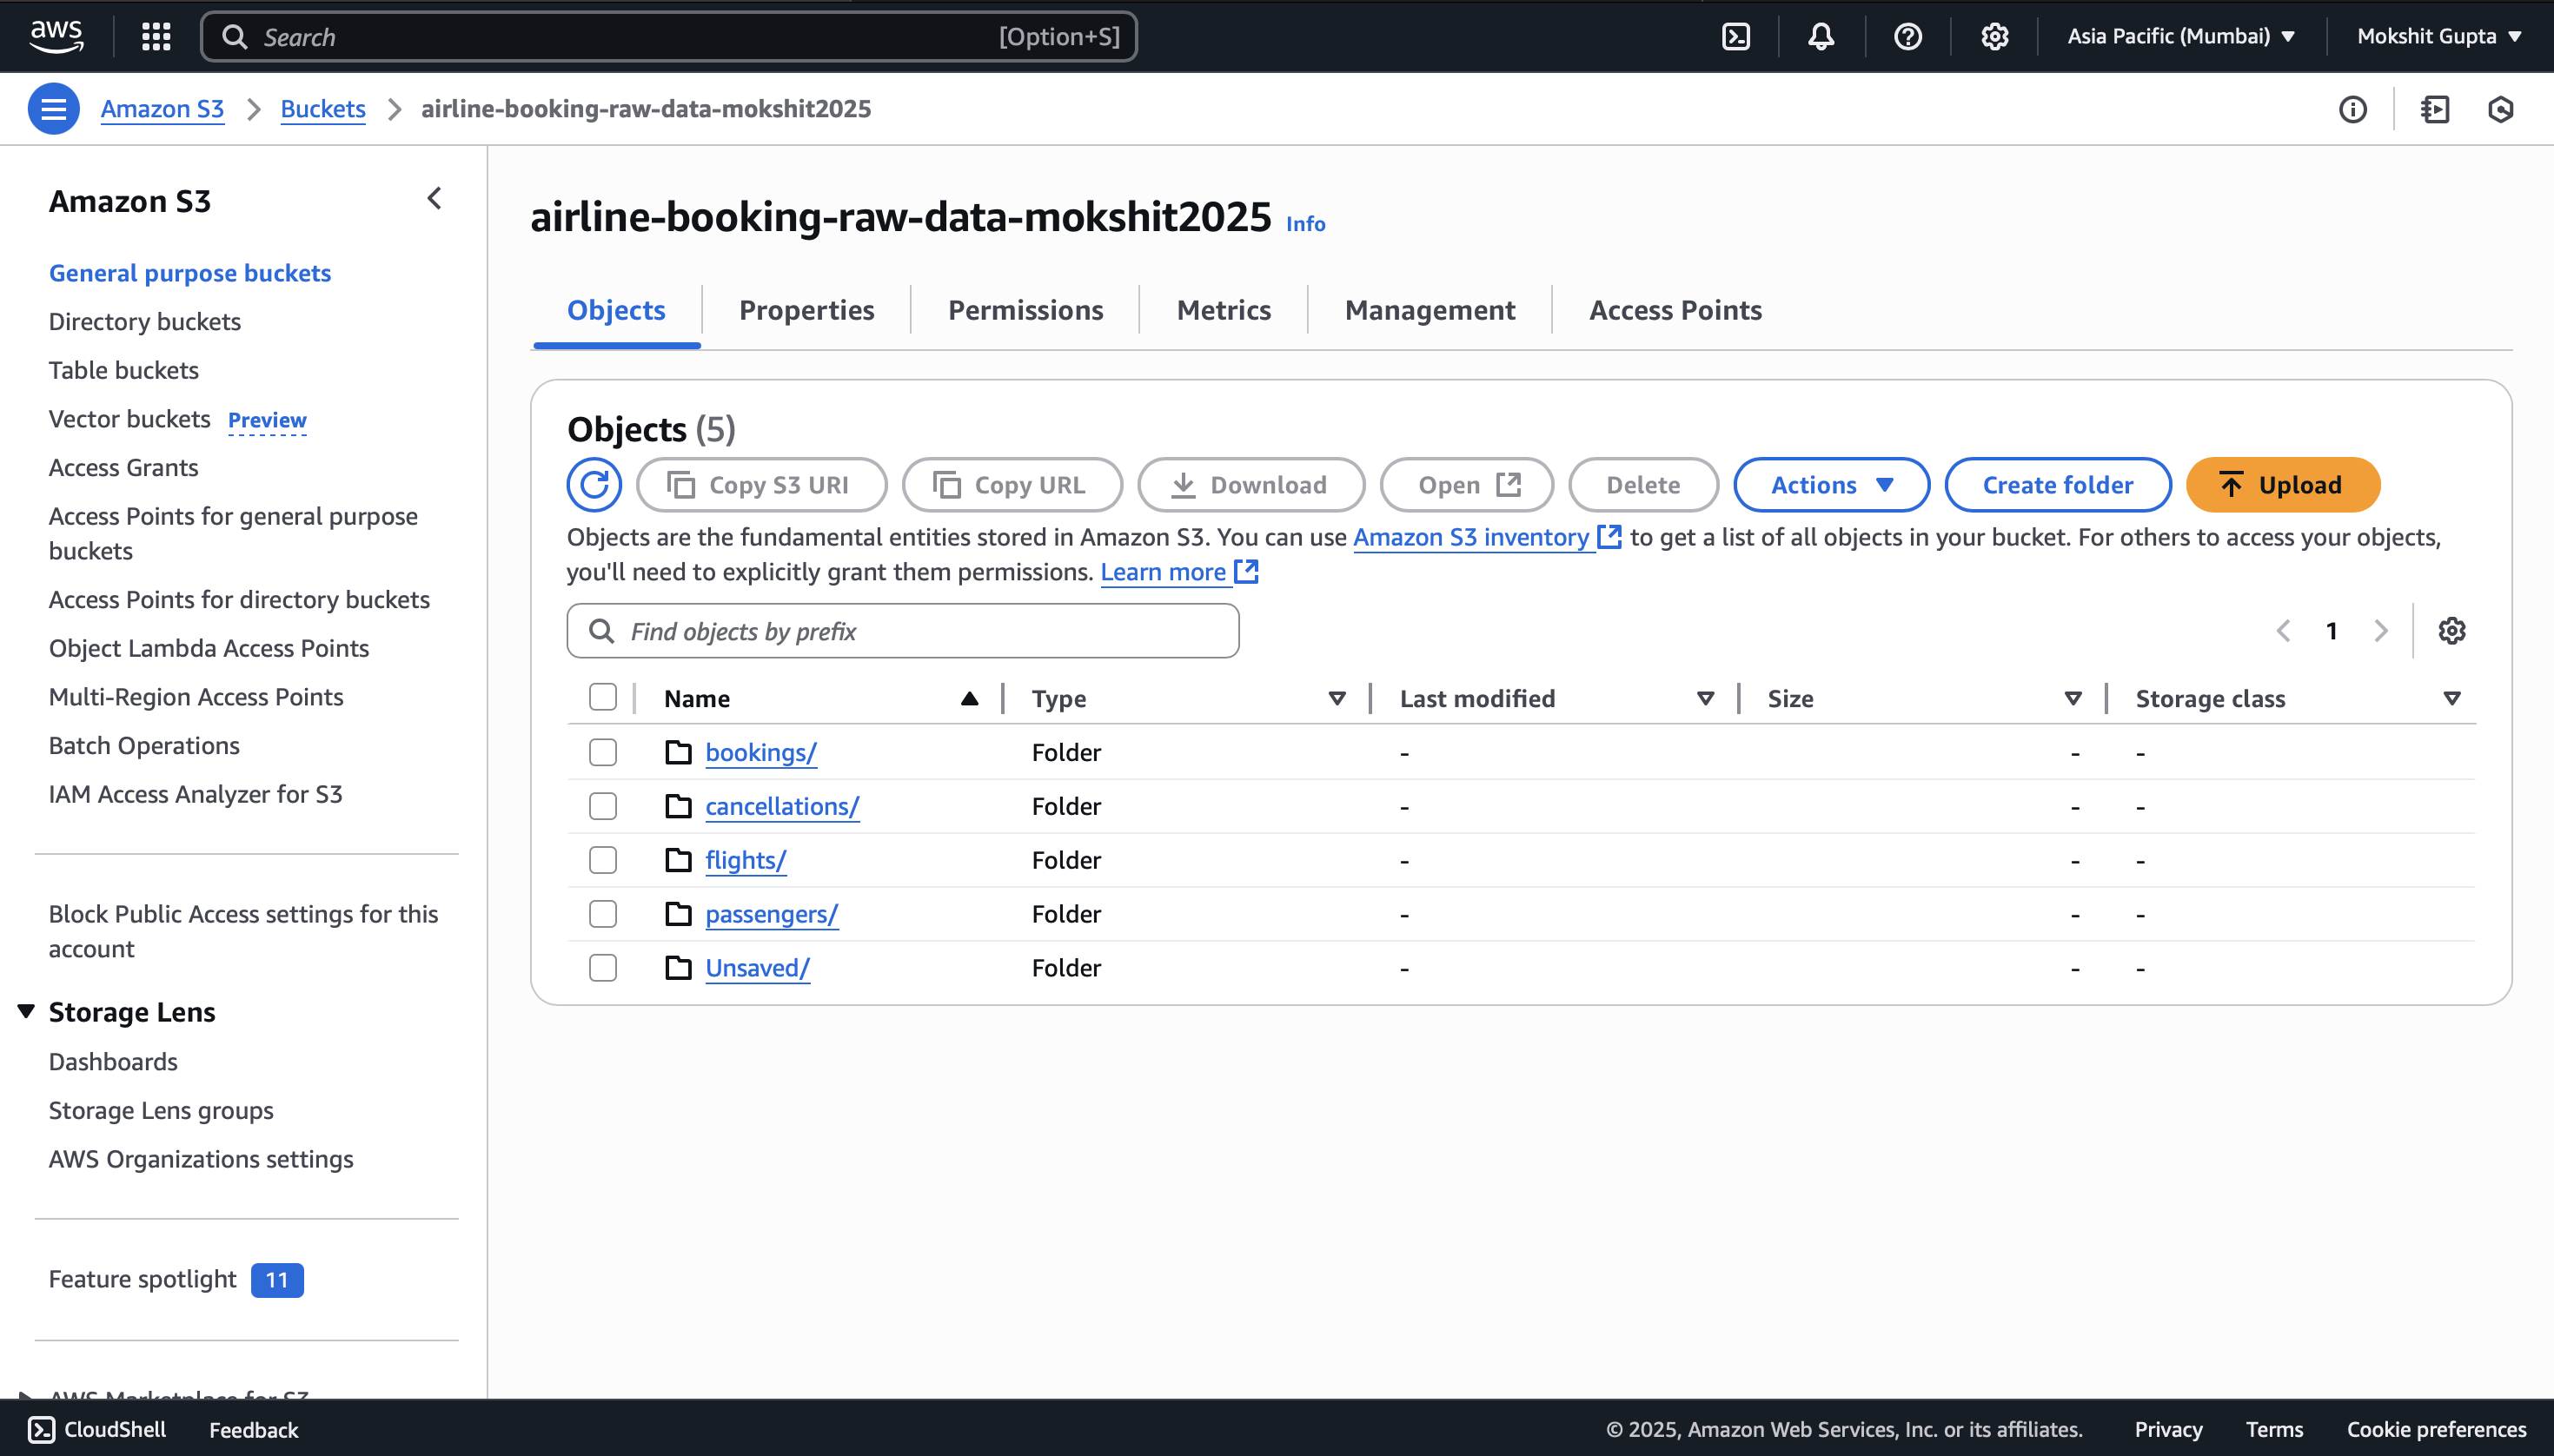 aws
Search [Option+S]
Asia Pacific (Mumbai)
Mokshit Gupta
Amazon S3
Buckets
airline-booking-raw-data-mokshit2025
Amazon S3
General purpose buckets
Directory buckets
Table buckets
Vector buckets Preview
Access Grants
Access Points for general purpose
buckets
Access Points for directory buckets
Object Lambda Access Points
Multi-Region Access Points
Batch Operations
IAM Access Analyzer for S3
Block Public Access settings for this
account
Storage Lens
Dashboards
Storage Lens groups
AWS Organizations settings
Feature spotlight 11
AWS Marketplace for S3
airline-booking-raw-data-mokshit2025 Info
Objects Properties Permissions Metrics Management Access Points
Objects (5)
Copy S3 URI Copy URL Download Open Delete Actions Create folder Upload
Objects are the fundamental entities stored in Amazon S3. You can use Amazon S3 inventory to get a list of all objects in your bucket. For others to access your objects,
you'll need to explicitly grant them permissions. Learn more
Find objects by prefix
1
Name Type Last modified Size Storage class
bookings/ Folder - - -
cancellations/ Folder - - -
flights/ Folder - - -
passengers/ Folder - - -
Unsaved/ Folder - - -
CloudShell Feedback
© 2025, Amazon Web Services, Inc. or its affiliates. Privacy Terms Cookie preferences